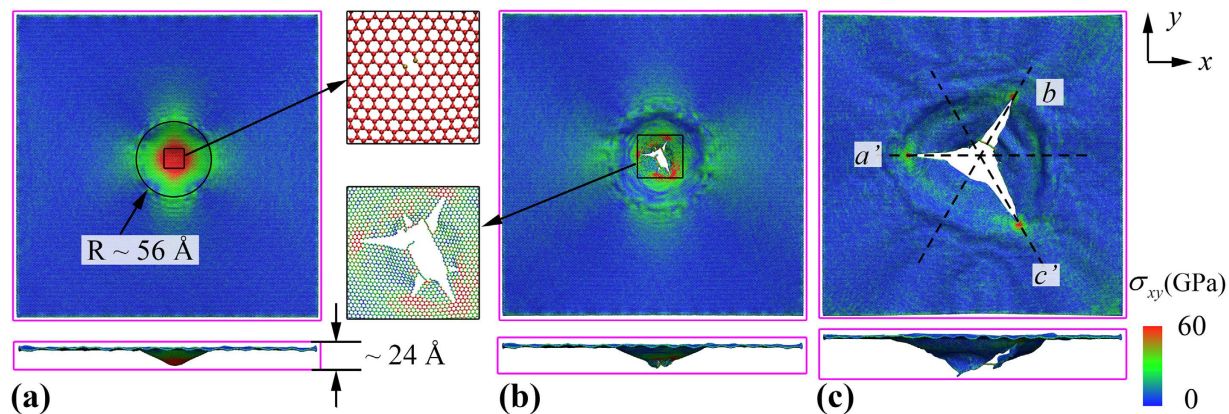 R ~ 56 Å
~ 24 Å
(a)
(b)
a'
b
c'
(c)
y
x
σxy(GPa)
60
0